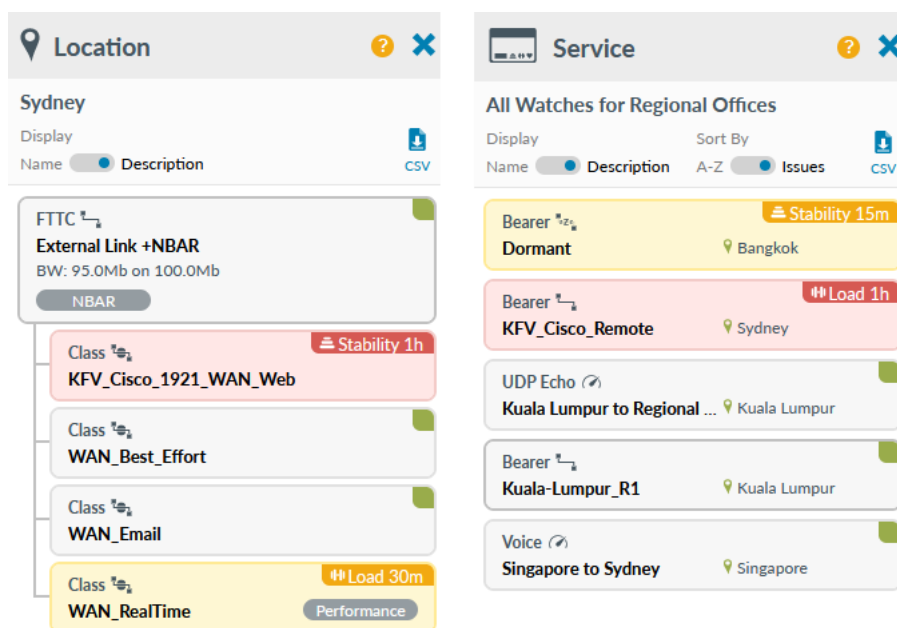 Location
?
Sydney
Display
Name Description
CSV
FTTC
External Link +NBAR
BW: 95.0Mb on 100.0Mb
NBAR
Class
Stability 1h
KFV_Cisco_1921_WAN_Web
Class
WAN_Best_Effort
Class
WAN_Email
Class
Load 30m
WAN_RealTime
Performance
Service
?
All Watches for Regional Offices
Display Sort By
Name Description A-Z Issues
CSV
Bearer
Stability 15m
Dormant
Bangkok
Bearer
Load 1h
KFV_Cisco_Remote
Sydney
UDP Echo
Kuala Lumpur to Regional ...
Kuala Lumpur
Bearer
Kuala-Lumpur_R1
Kuala Lumpur
Voice
Singapore to Sydney
Singapore